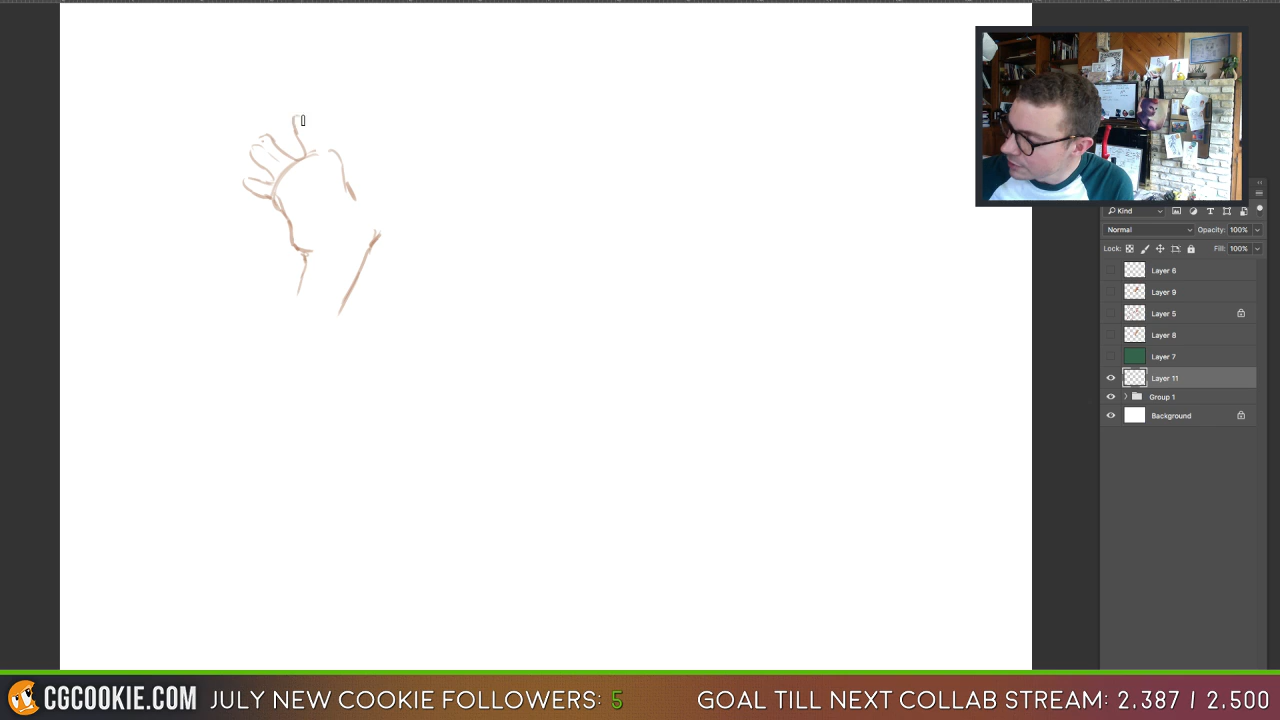 Kind
Normal
Opacity: 100%
Lock:
Fill: 100%
Layer 6
Layer 9
Layer 5
Layer 8
Layer 7
Layer 11
Group 1
Background
CGCOOKIE.COM
JULY NEW COOKIE FOLLOWERS: 5
GOAL TILL NEXT COLLAB STREAM: 2.387 / 2.500